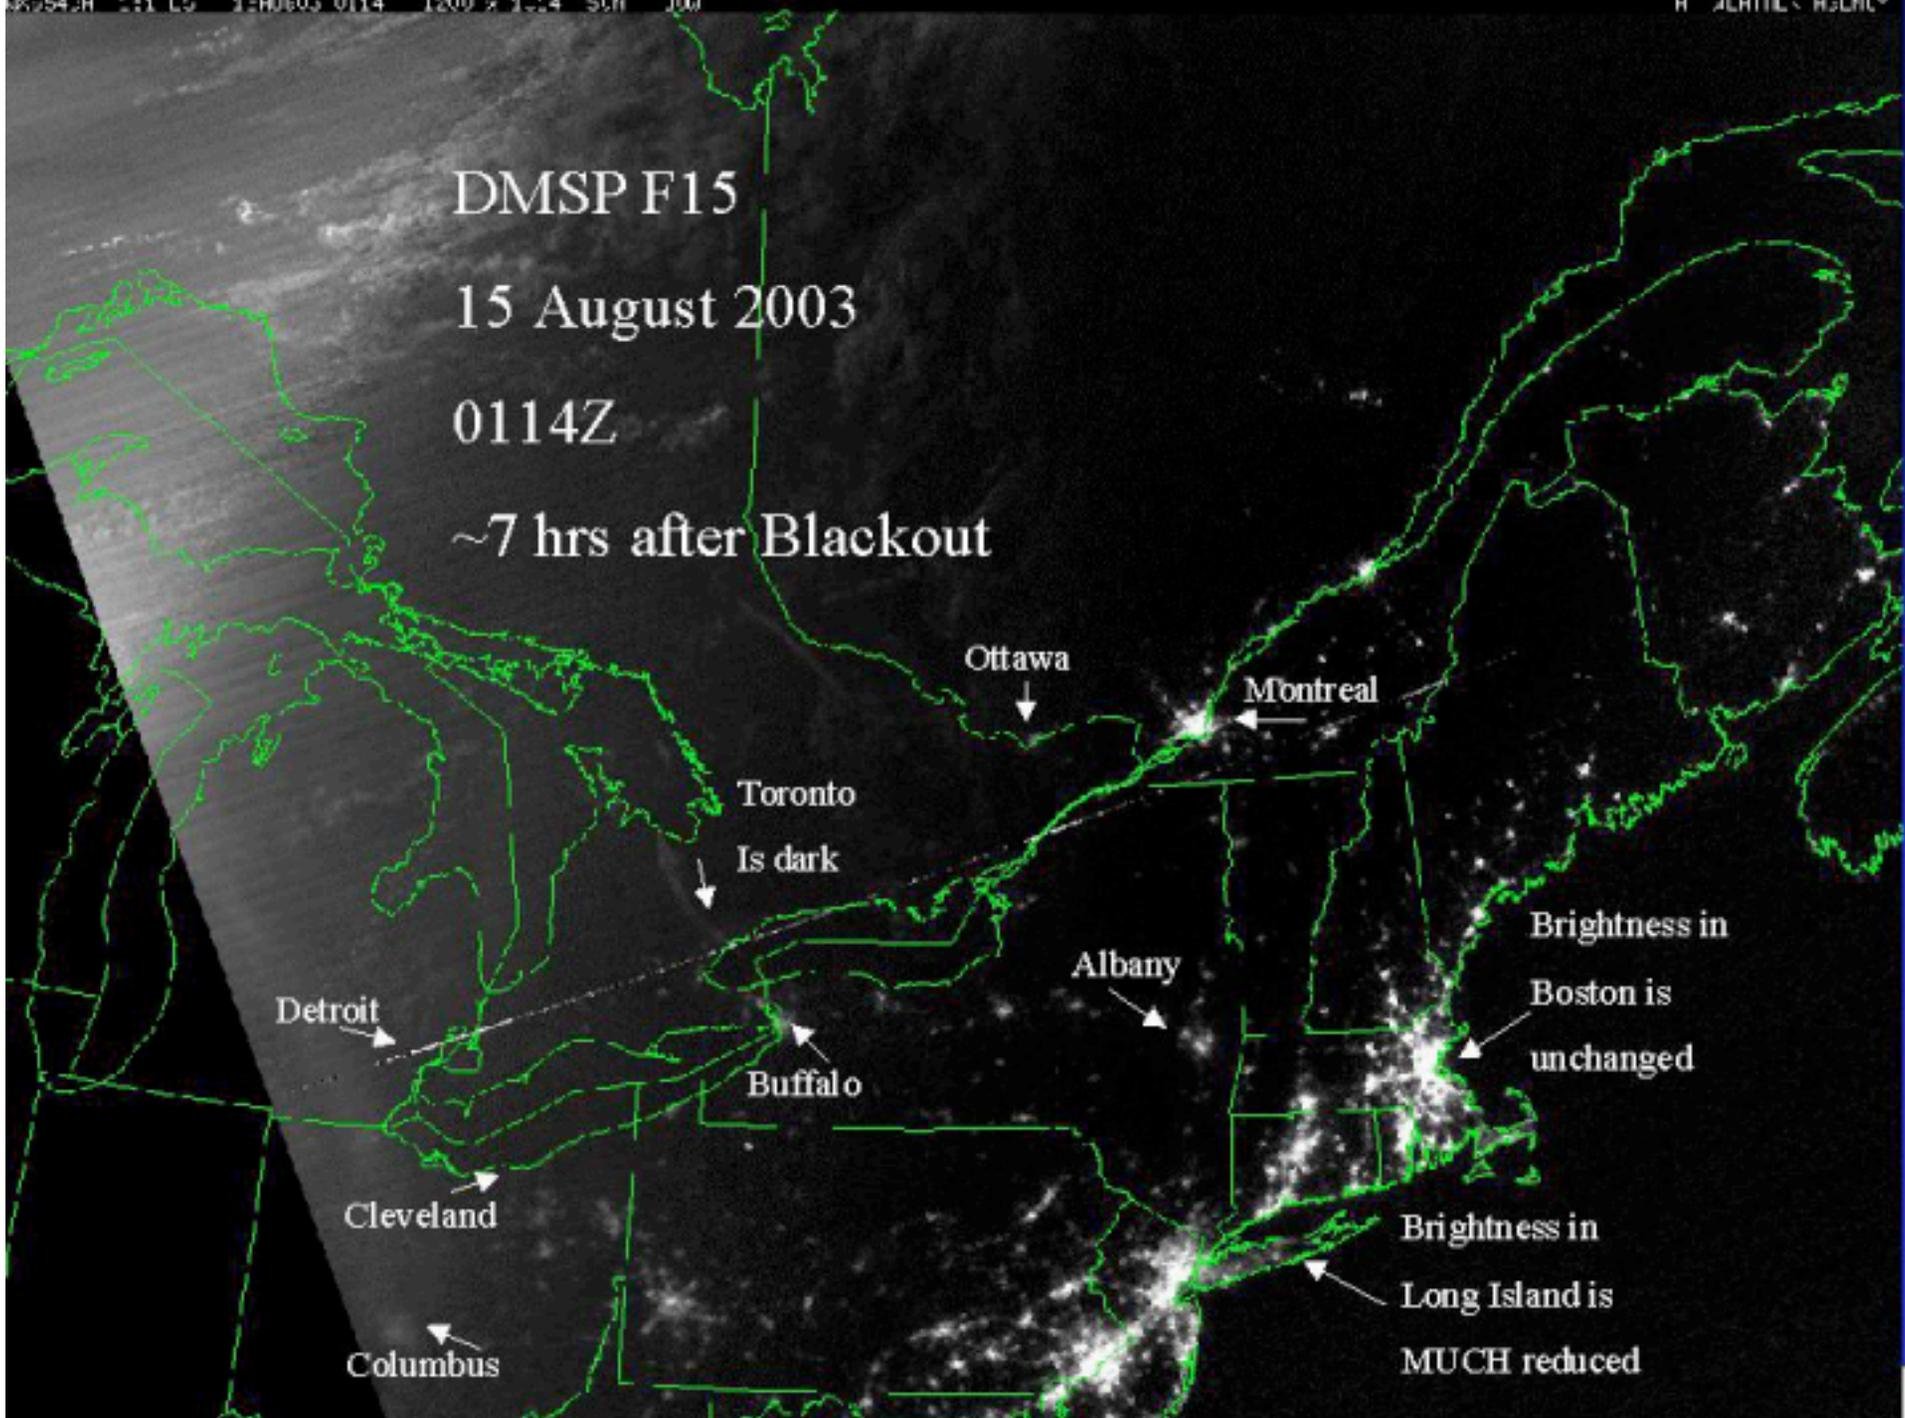 DMSP F15
15 August 2003
0114Z
~7 hrs after Blackout
Ottawa
Montreal
Toronto
Is dark
Brightness in
Albany
Boston is
Detroit
unchanged
Buffalo
Cleveland
Brightness in
Long Island is
Columbus
MUCH reduced